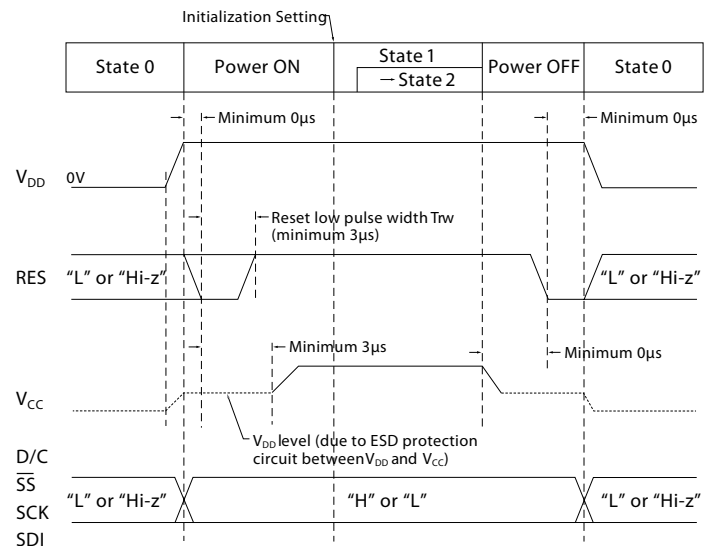 Initialization Setting
State 0
Power ON
State 1
→ State 2
Power OFF
State 0
Minimum 0µs
Minimum 0µs
VDD
0V
Reset low pulse width Trw
(minimum 3µs)
RES
“L” or “Hi-z”
“L” or “Hi-z”
Minimum 3µs
Minimum 0µs
VCC
VDD level (due to ESD protection
circuit between VDD and VCC)
D/C
SS
SCK
SDI
“L” or “Hi-z”
“H” or “L”
“L” or “Hi-z”